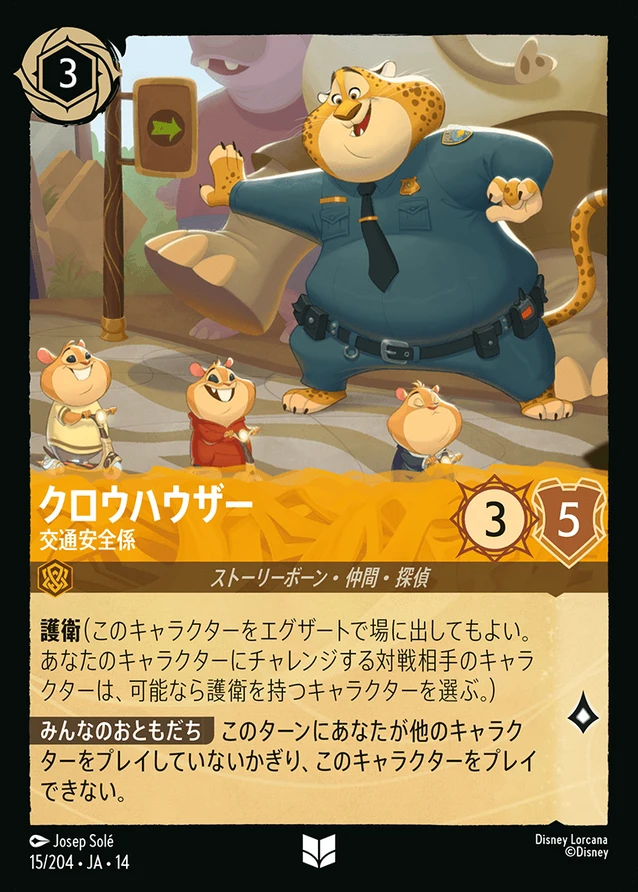 3
クロウハウザー
交通安全係
3
5
ストーリーボーン・仲間・探偵
護衛(このキャラクターをエグザートで場に出してもよい。
あなたのキャラクターにチャレンジする対戦相手のキャラ
クターは、可能なら護衛を持つキャラクターを選ぶ。)
みんなのおともだち このターンにあなたが他のキャラク
ターをプレイしていないかぎり、このキャラクターをプレイ
できない。
Josep Solé
Disney Lorcana
15/204・JA・14
©Disney